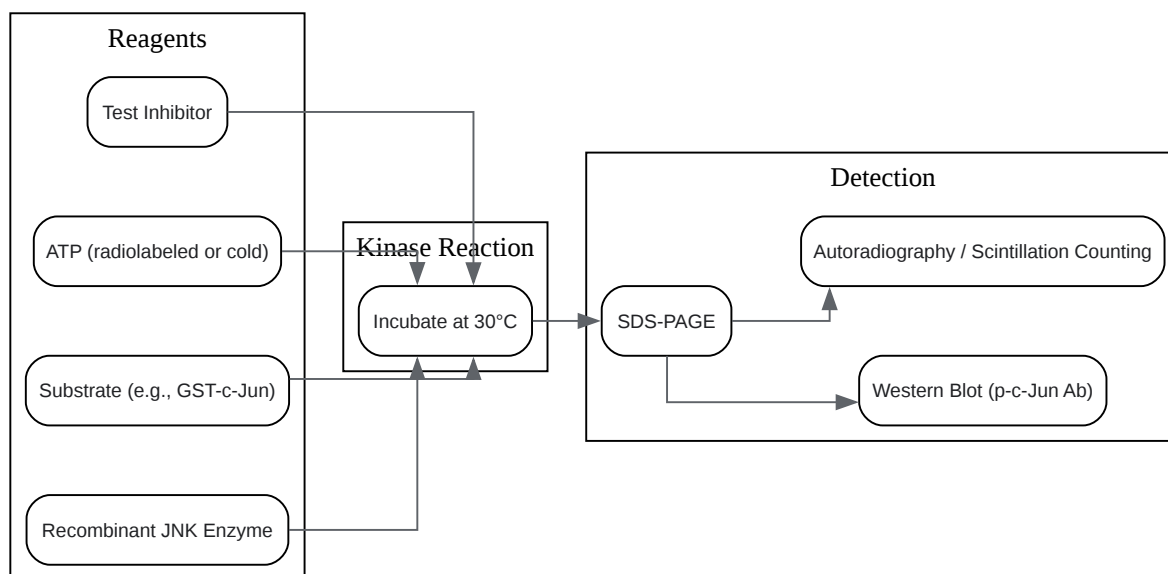 Reagents
Test Inhibitor
ATP (radiolabeled or cold)
Substrate (e.g., GST-c-Jun)
Recombinant JNK Enzyme
Kinase Reaction
Incubate at 30°C
Detection
SDS-PAGE
Autoradiography / Scintillation Counting
Western Blot (p-c-Jun Ab)